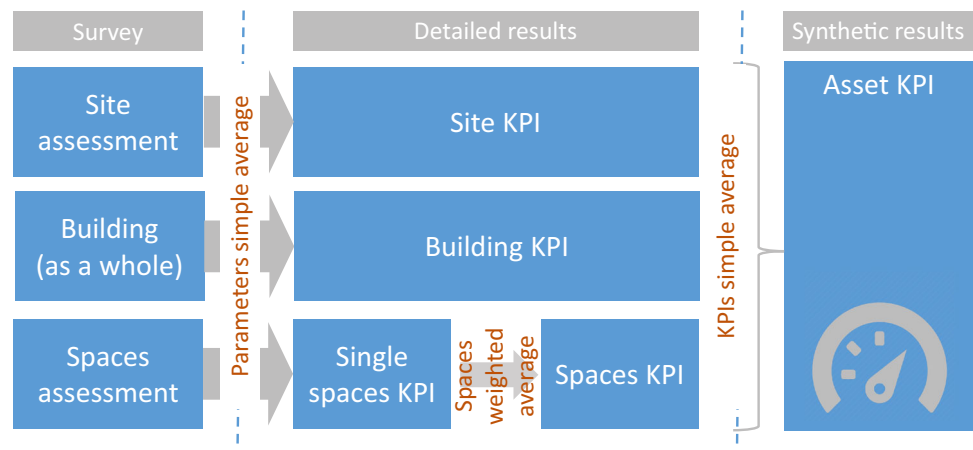 Survey
Detailed results
Synthetic results
Site
assessment
Parameters simple average
Site KPI
KPIs simple average
Asset KPI
Building
(as a whole)
Building KPI
Spaces
assessment
Single
spaces KPI
Spaces
weighted
average
Spaces KPI